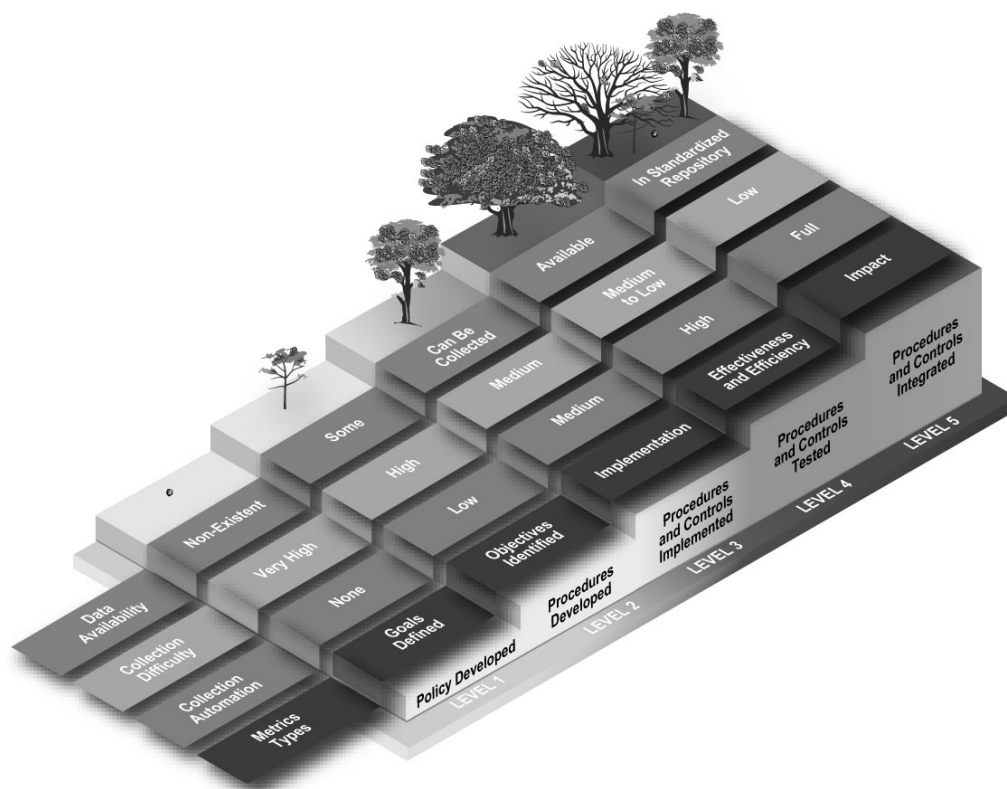 In Standardized
Repository
Low
Full
Impact
Available
Medium
to Low
High
Effectiveness
and Efficiency
Can Be
Collected
Medium
Medium
Implementation
Some
High
Low
Objectives
Identified
Non-Existent
Very High
None
Goals
Defined
Data
Availability
Collection
Difficulty
Collection
Automation
Metrics
Types
Policy Developed
Procedures
Developed
Procedures
and Controls
Implemented
Procedures
and Controls
Tested
Procedures
and Controls
Integrated
LEVEL 1
LEVEL 2
LEVEL 3
LEVEL 4
LEVEL 5